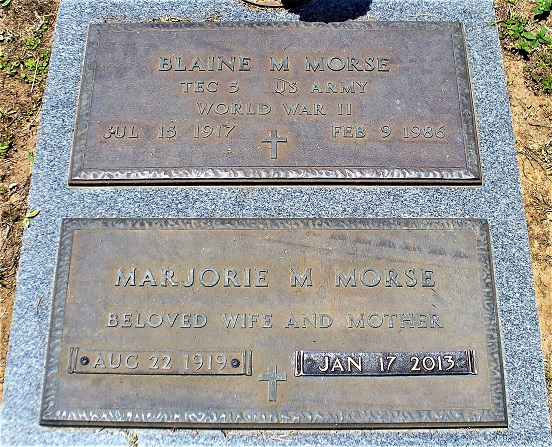 BLAINE M MORSE
TEC 5 US ARMY
WORLD WAR II
JUL 13 1917 FEB 9 1986
MARJORIE M MORSE
BELOVED WIFE AND MOTHER
AUG 22 1919 JAN 17 2013